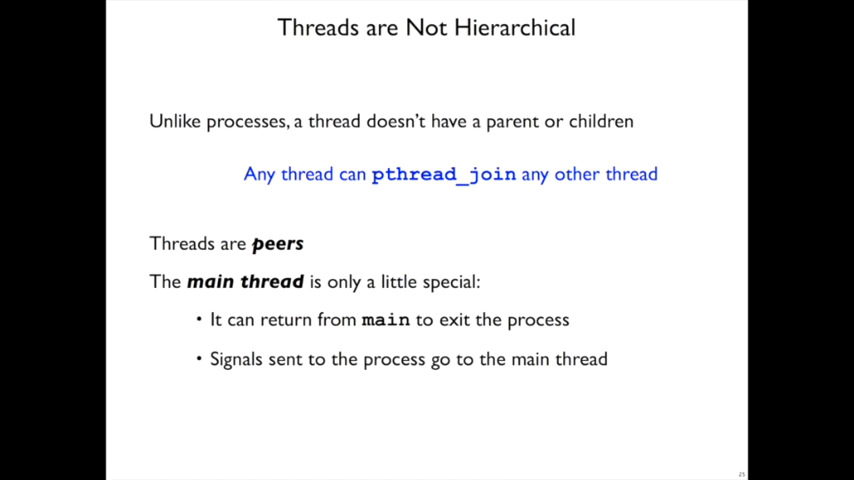 Threads are Not Hierarchical
Unlike processes, a thread doesn't have a parent or children
Any thread can pthread_join any other thread
Threads are peers
The main thread is only a little special:
• It can return from main to exit the process
• Signals sent to the process go to the main thread
25